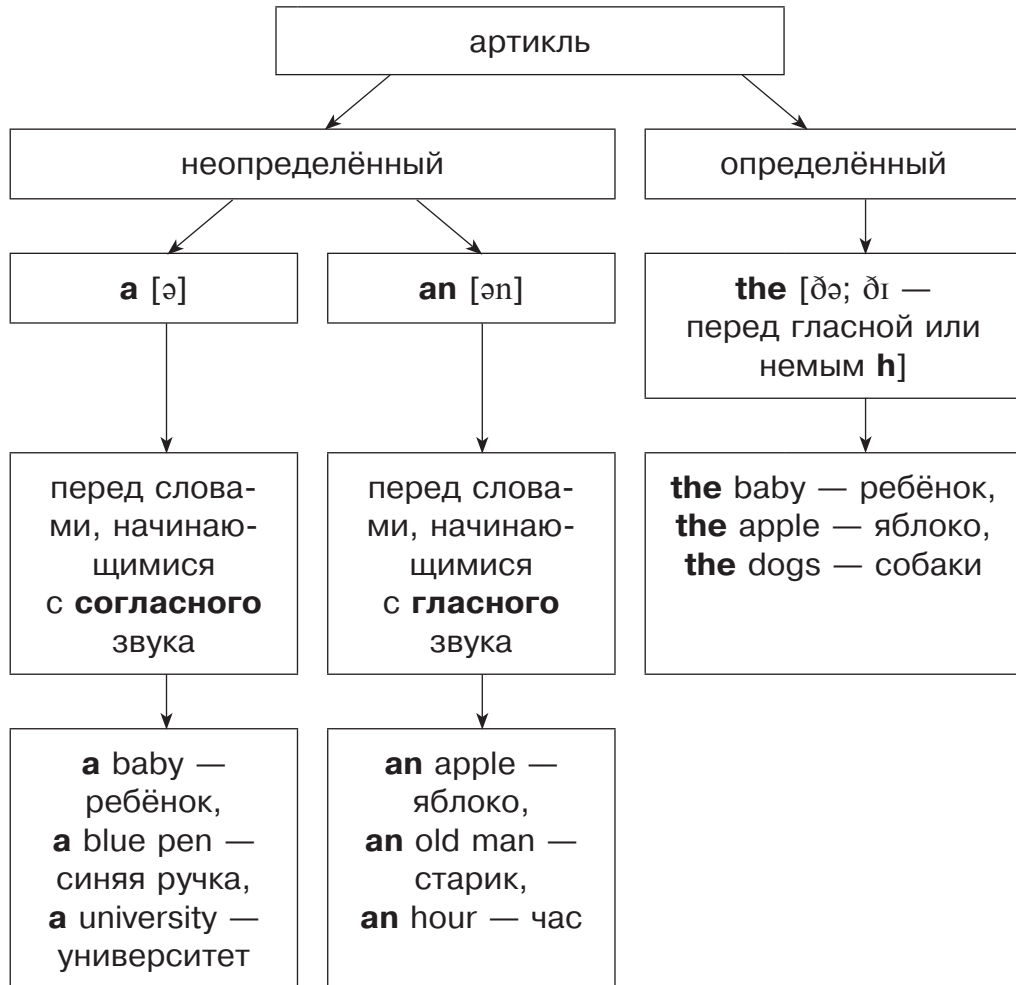 артикль
неопределённый
определённый
a [ə]
an [ən]
the [ðə; ðɪ —
перед гласной или
немым h]
перед слова-
ми, начинаю-
щимися
с согласного
звука
перед слова-
ми, начинаю-
щимися
с гласного
звука
the baby — ребёнок,
the apple — яблоко,
the dogs — собаки
a baby —
ребёнок,
a blue pen —
синяя ручка,
a university —
университет
an apple —
яблоко,
an old man —
старик,
an hour — час